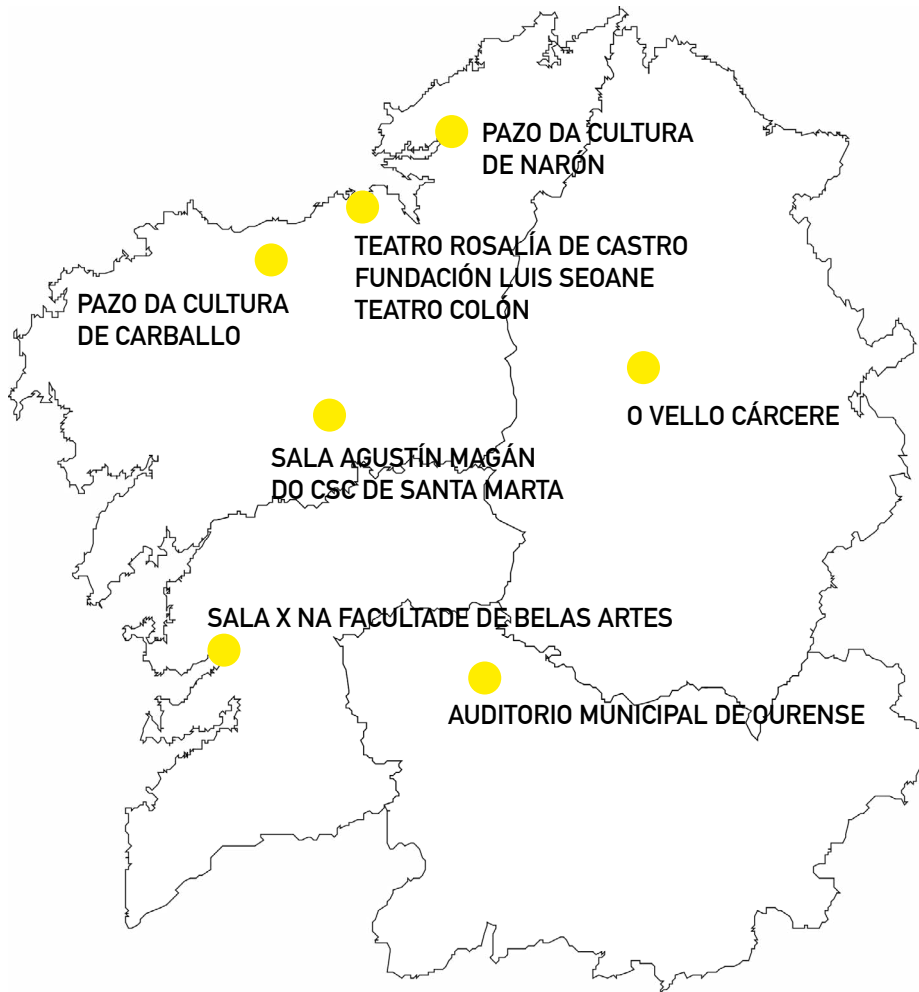 PAZO DA CULTURA
DE NARÓN
TEATRO ROSALÍA DE CASTRO
FUNDACIÓN LUIS SEOANE
TEATRO COLÓN
PAZO DA CULTURA
DE CARBALLO
O VELLO CÁRCERE
SALA AGUSTÍN MAGÁN
DO CSC DE SANTA MARTA
SALA X NA FACULTADE DE BELAS ARTES
AUDITORIO MUNICIPAL DE OURENSE